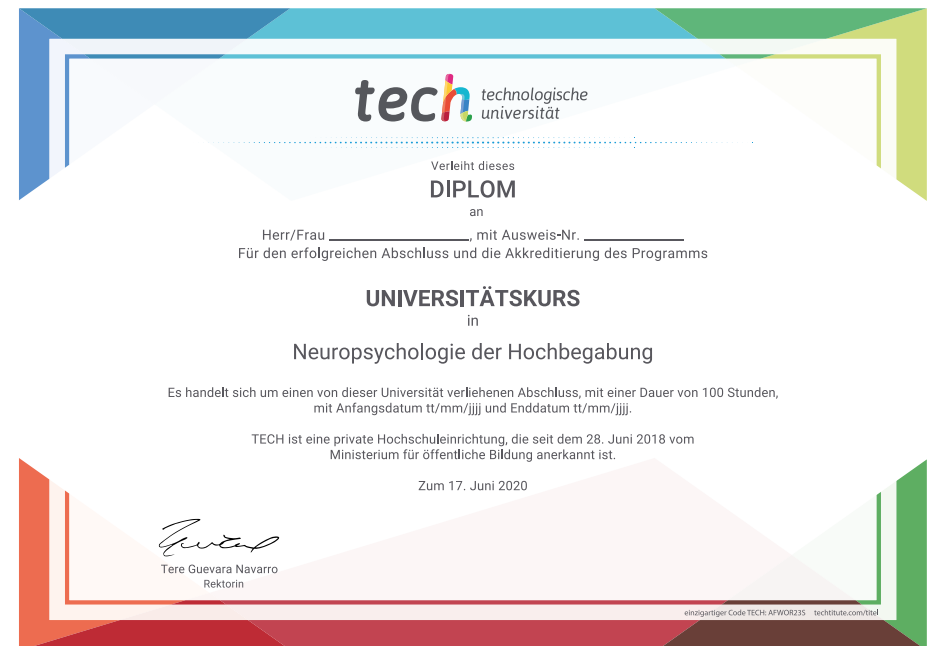 tech technologische
universität
Verleiht dieses
DIPLOM
an
Herr/Frau ____________________, mit Ausweis-Nr. ______________
Für den erfolgreichen Abschluss und die Akkreditierung des Programms
UNIVERSITÄTSKURS
in
Neuropsychologie der Hochbegabung
Es handelt sich um einen von dieser Universität verliehenen Abschluss, mit einer Dauer von 100 Stunden,
mit Anfangsdatum tt/mm/jjjj und Enddatum tt/mm/jjjj.
TECH ist eine private Hochschuleinrichtung, die seit dem 28. Juni 2018 vom
Ministerium für öffentliche Bildung anerkannt ist.
Zum 17. Juni 2020
Tere Guevara Navarro
Rektorin
einzigartiger Code TECH: AFWOR23S techtitute.com/titel